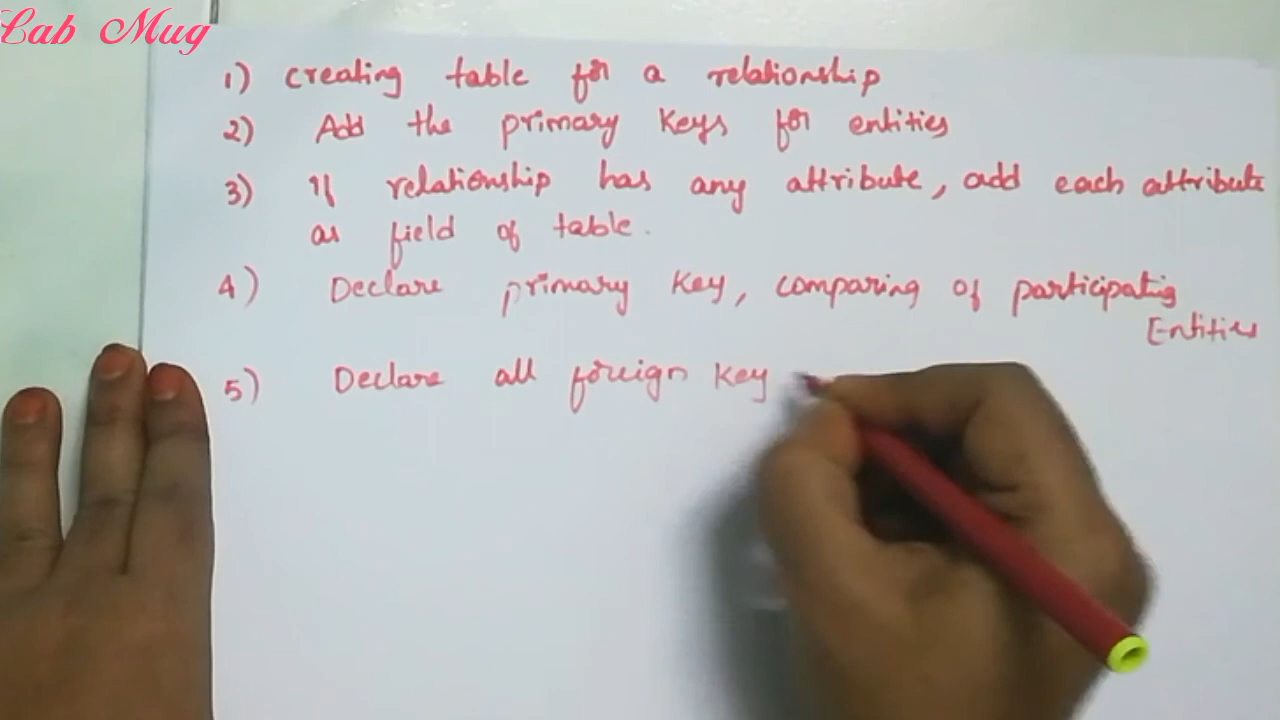 Lab Mug
1) Creating table for a relationship
2) Add the primary keys for entities
3) If relationship has any attribute, add each attribute
as field of table.
4) Declare primary key, comparing of participating
Entities
5) Declare all foreign key